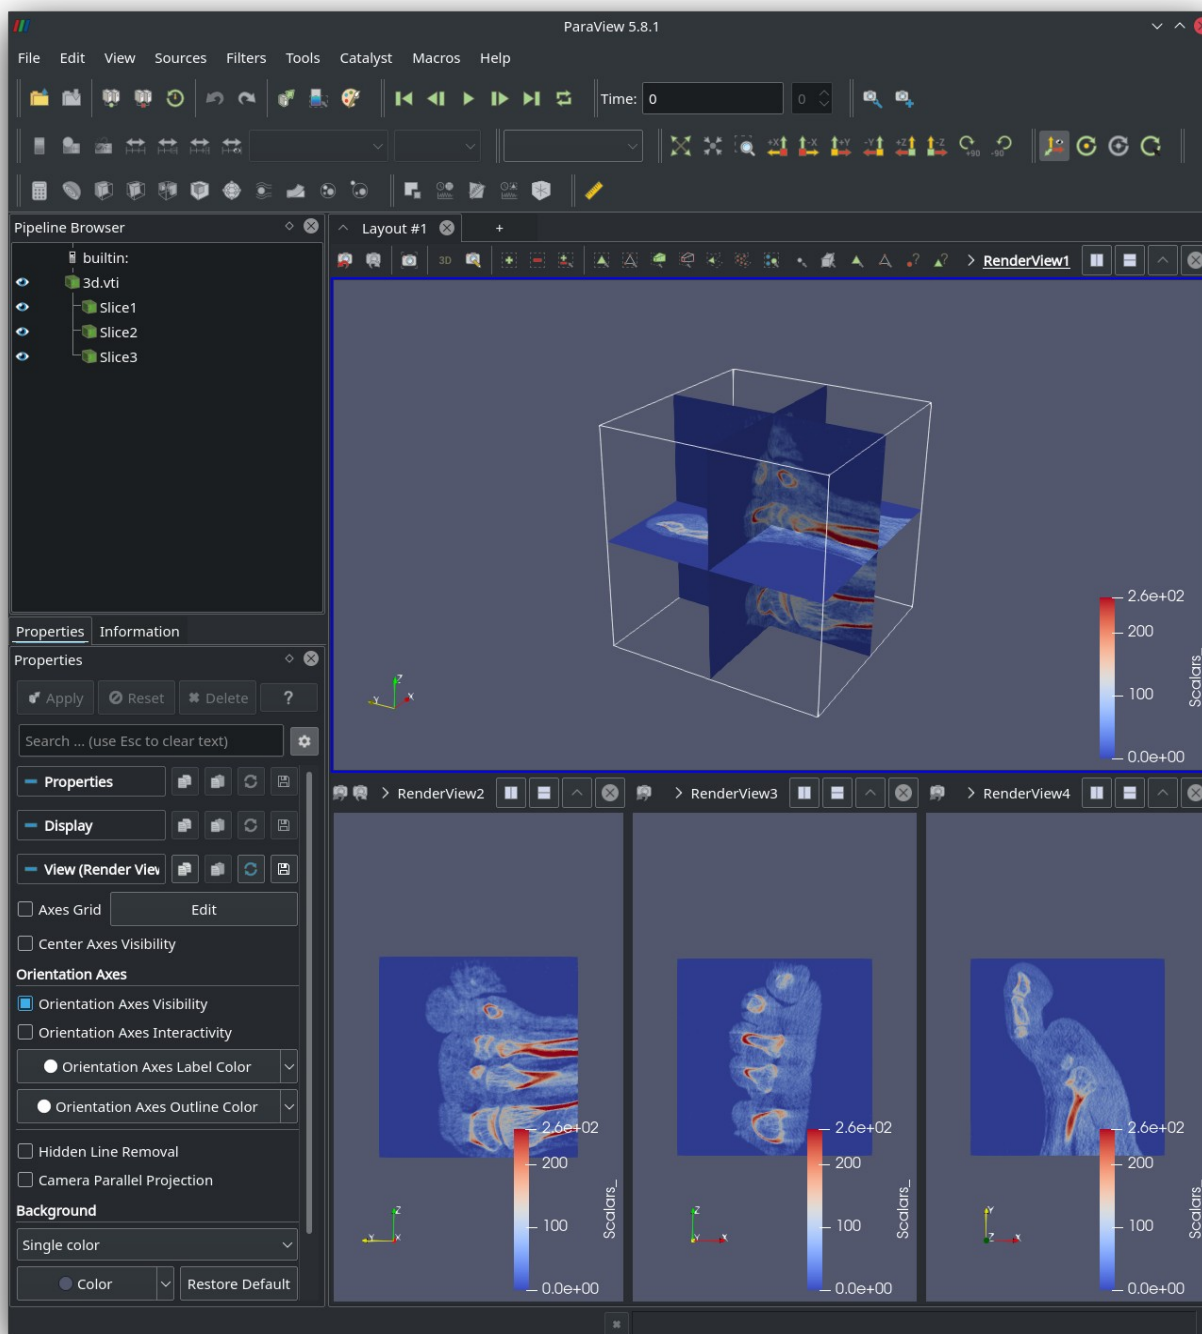 ParaView 5.8.1
File Edit View Sources Filters Tools Catalyst Macros Help
Time: 0 0
+X -X +Y -Y +Z -Z +90 -90
Pipeline Browser
builtin:
3d.vti
Slice1
Slice2
Slice3
Layout #1 +
3D RenderView1
2.6e+02
200
100
0.0e+00
Scalars_
Z
Y X
Properties Information
Properties
Apply Reset Delete ?
Search ... (use Esc to clear text)
Properties
Display
View (Render View
Axes Grid Edit
Center Axes Visibility
Orientation Axes
Orientation Axes Visibility
Orientation Axes Interactivity
Orientation Axes Label Color
Orientation Axes Outline Color
Hidden Line Removal
Camera Parallel Projection
Background
Single color
Color Restore Default
RenderView2
2.6e+02
200
100
0.0e+00
Scalars_
Z
Y X
RenderView3
2.6e+02
200
100
0.0e+00
Scalars_
Z
Y X
RenderView4
2.6e+02
200
100
0.0e+00
Scalars_
Y
Z X